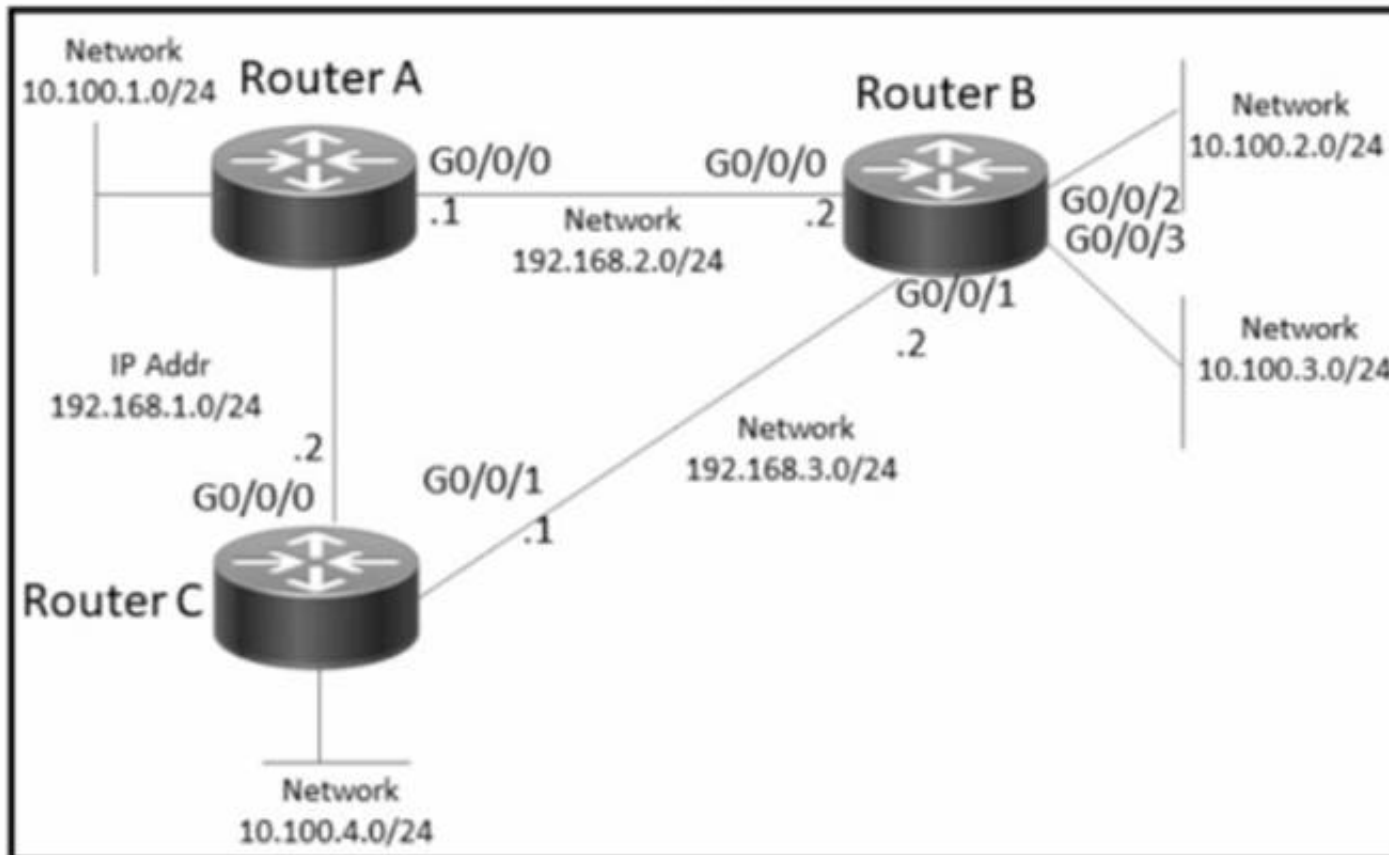 Network
10.100.1.0/24
Router A
Router B
Network
10.100.2.0/24
G0/0/0
.1
G0/0/0
.2
Network
192.168.2.0/24
G0/0/2
G0/0/3
G0/0/1
.2
Network
10.100.3.0/24
IP Addr
192.168.1.0/24
.2
G0/0/0
G0/0/1
.1
Network
192.168.3.0/24
Router C
Network
10.100.4.0/24